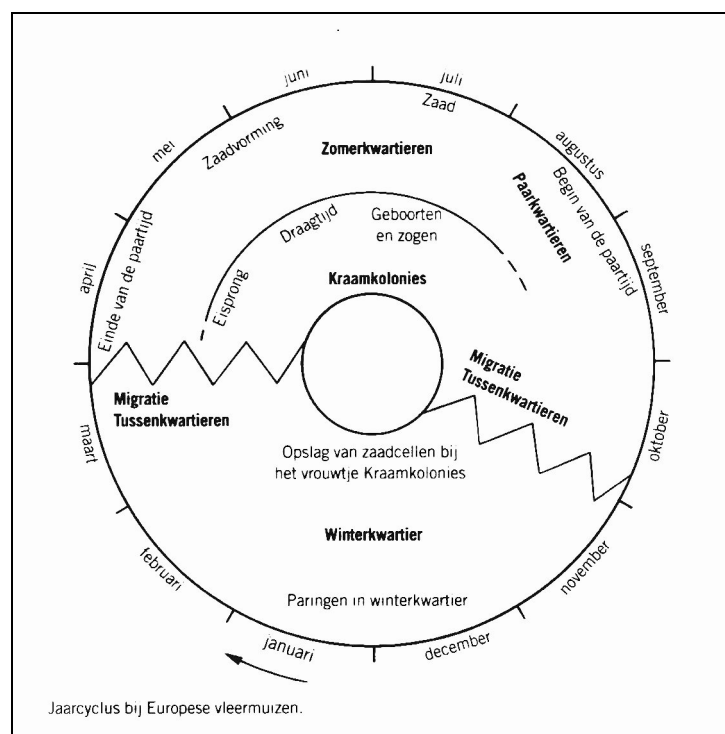 juni
juli
Zaad
mei
Zaadvorming
Zomerkwartieren
augustus
Paarkwartieren
Begin van de paartijd
september
Draagtijd
Geboorten
en zogen
april
Einde van de paartijd
Eisprong
Kraamkolonies
Migratie
Tussenkwartieren
Migratie
Tussenkwartieren
maart
oktober
Opslag van zaadcellen bij
het vrouwtje Kraamkolonies
Winterkwartier
februari
november
Paringen in winterkwartier
januari
december
Jaarcyclus bij Europese vleermuizen.